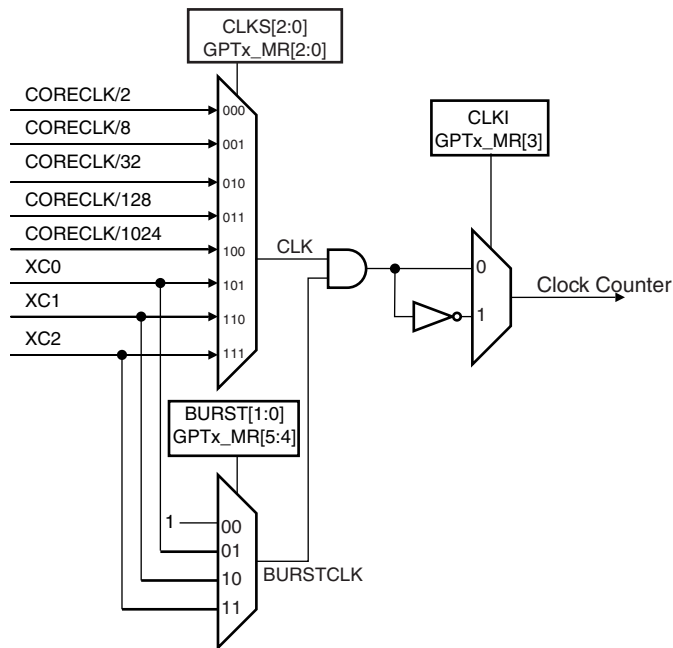 CLKS[2:0]
GPTx_MR[2:0]
CORECLK/2
000
CORECLK/8
001
CORECLK/32
010
CORECLK/128
011
CORECLK/1024
100
XC0
101
XC1
110
XC2
111
CLK
CLKI
GPTx_MR[3]
0
1
Clock Counter
BURST[1:0]
GPTx_MR[5:4]
1
00
01
10
11
BURSTCLK